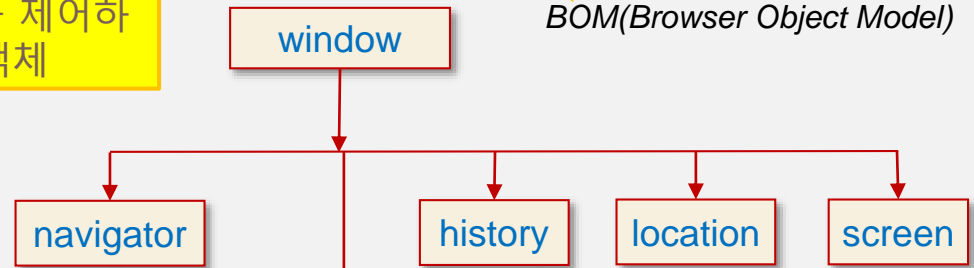 제어하
체
window
BOM(Browser Object Model)
navigator
history
location
screen